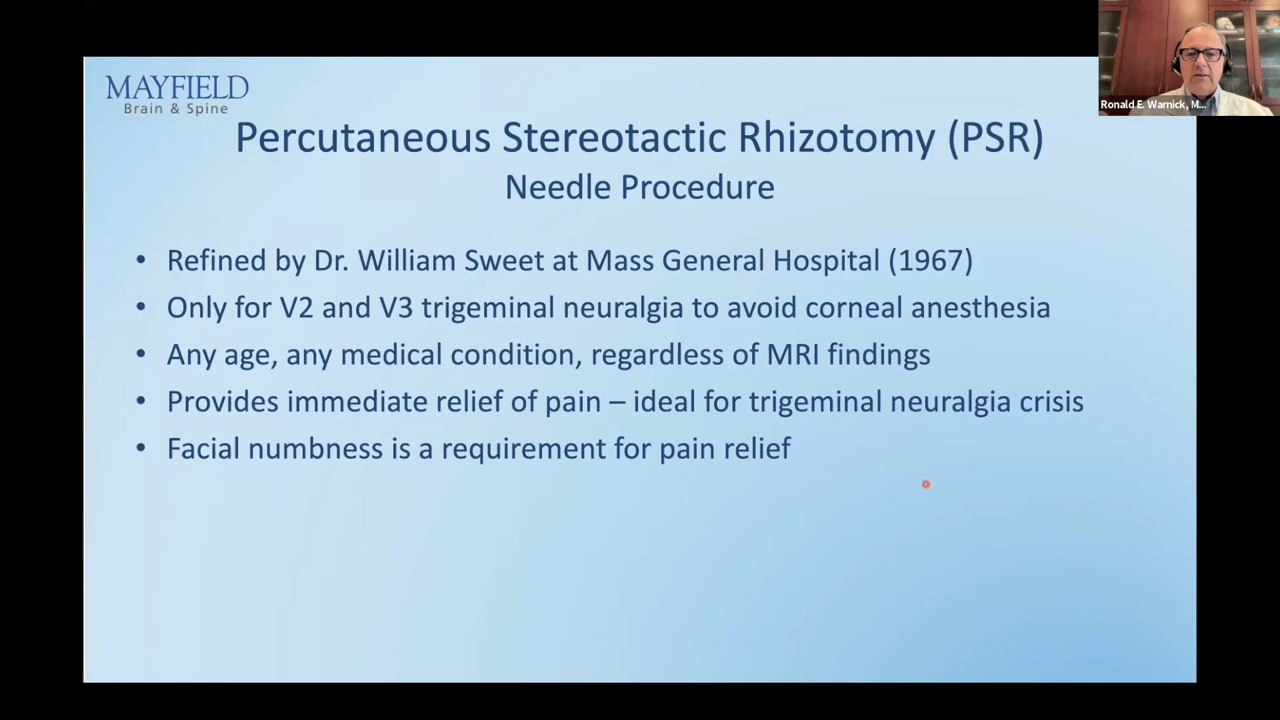 MAYFIELD
Brain & Spine
Ronald E. Warnick, M...
Percutaneous Stereotactic Rhizotomy (PSR)
Needle Procedure
• Refined by Dr. William Sweet at Mass General Hospital (1967)
• Only for V2 and V3 trigeminal neuralgia to avoid corneal anesthesia
• Any age, any medical condition, regardless of MRI findings
• Provides immediate relief of pain – ideal for trigeminal neuralgia crisis
• Facial numbness is a requirement for pain relief